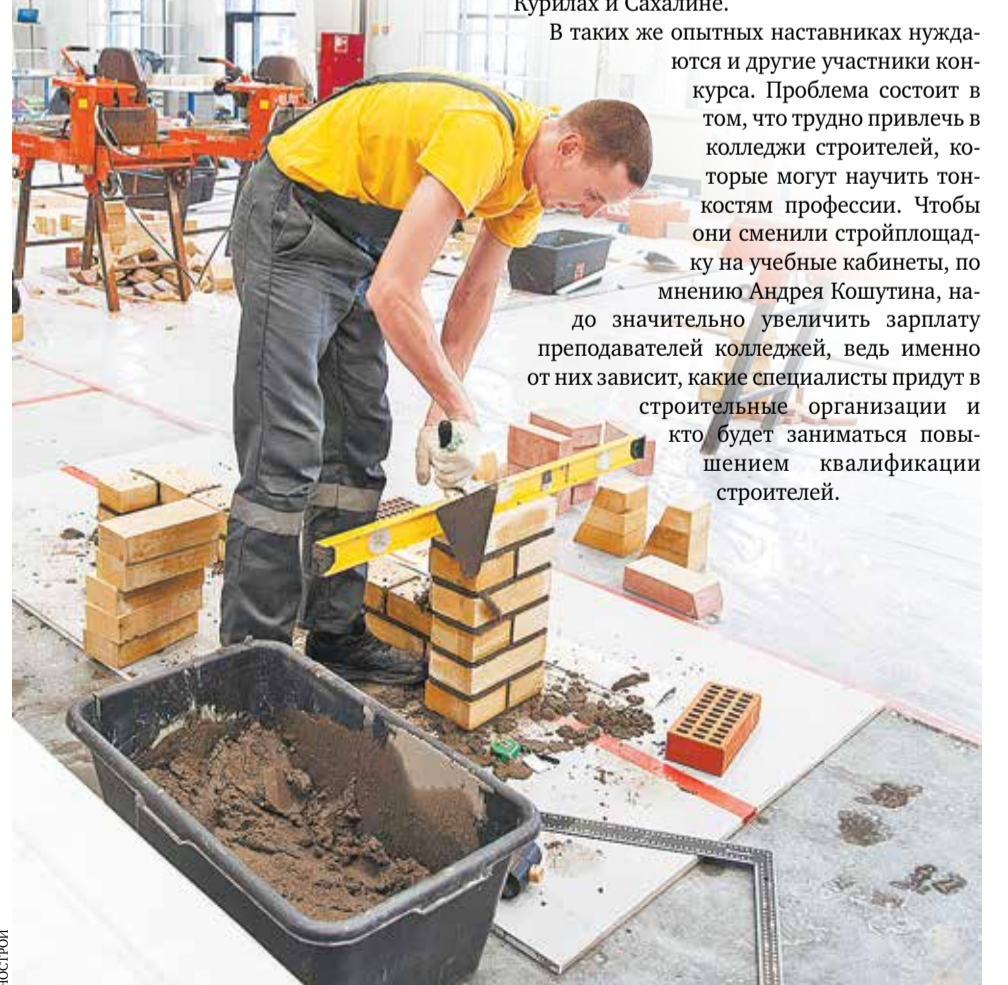 Курилах и Сахалине.
В таких же опытных наставниках нужда-
ются и другие участники кон-
курса. Проблема состоит в
том, что трудно привлечь в
колледжи строителей, ко-
торые могут научить тон-
костям профессии. Чтобы
они сменили стройплощад-
ку на учебные кабинеты, по
мнению Андрея Кошутина, на-
до значительно увеличить зарплату
преподавателей колледжей, ведь именно
от них зависит, какие специалисты придут в
строительные организации и
кто будет заниматься повы-
шением квалификации
строителей.
НОСТРОЙ